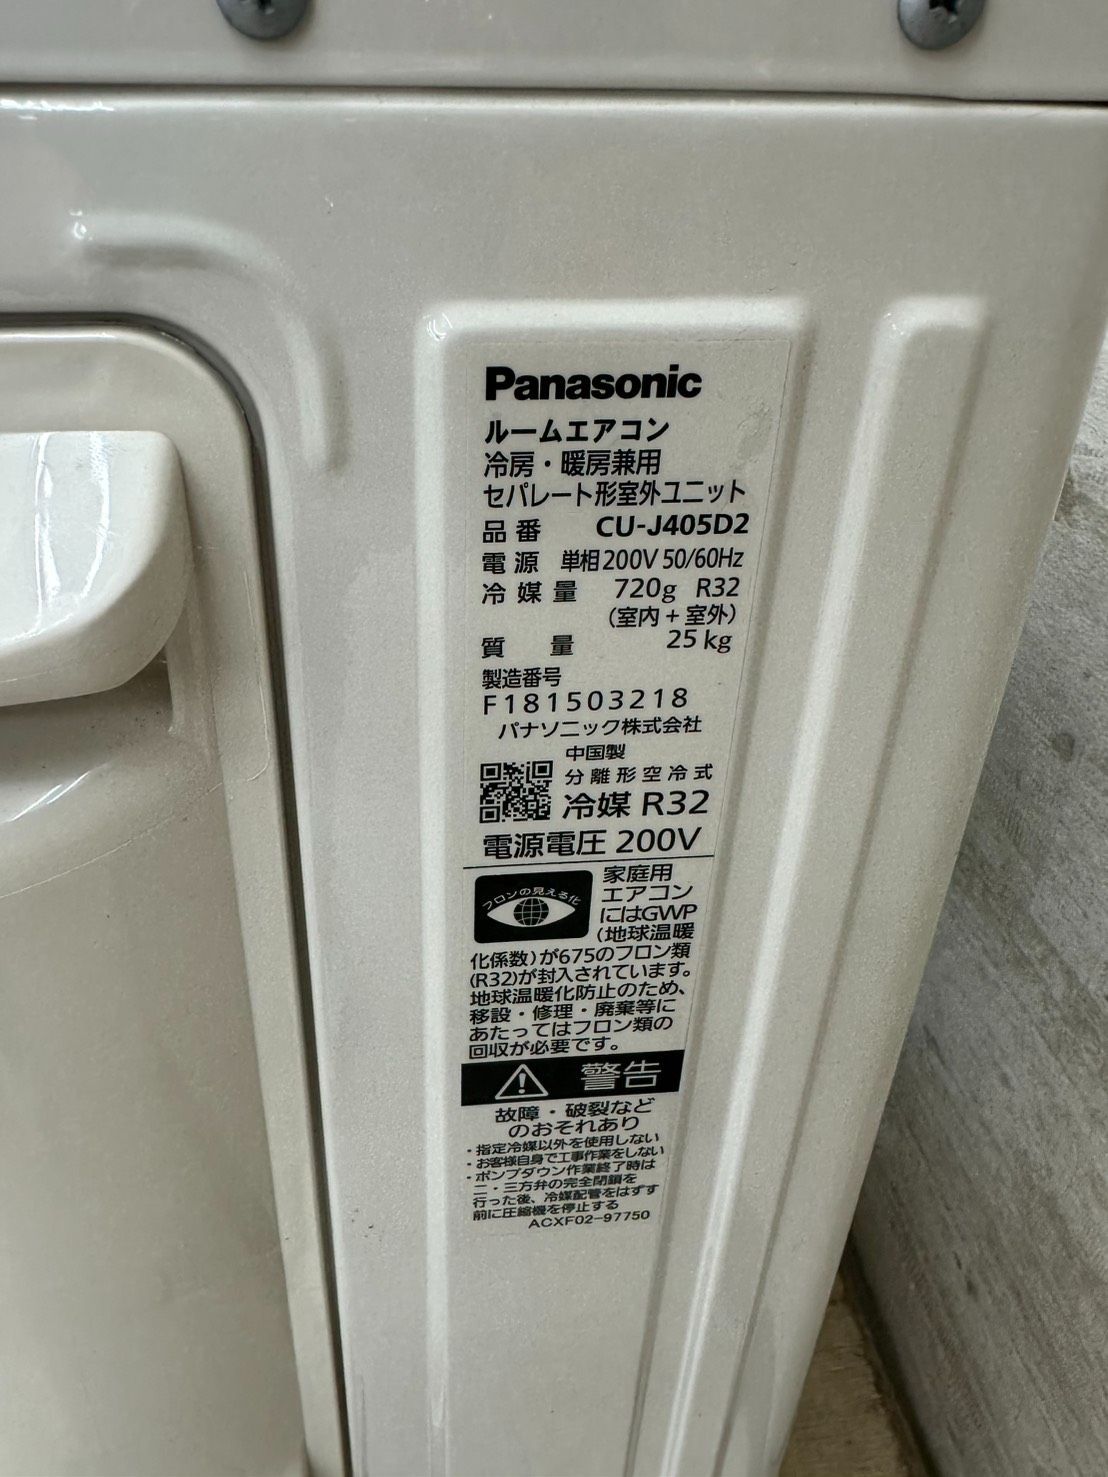 Panasonic
ルームエアコン
冷房・暖房兼用
セパレート形室外ユニット
品番 CU-J405D2
電源 単相200V 50/60Hz
冷媒量 720g R32
(室内+室外)
質量 25kg
製造番号
F181503218
パナソニック株式会社
中国製
分離形空冷式
冷媒 R32
電源電圧 200V
フロンの見える化
家庭用
エアコン
にはGWP
(地球温暖
化係数)が675のフロン類
(R32)が封入されています。
地球温暖化防止のため、
移設・修理・廃棄等に
あたってはフロン類の
回収が必要です。
警告
故障・破裂など
のおそれあり
・指定冷媒以外を使用しない
・お客様自身で工事作業をしない
・ポンプダウン作業終了時は
二・三方弁の完全閉鎖を
行った後、冷媒配管をはずす
前に圧縮機を停止する
ACXF02-97750